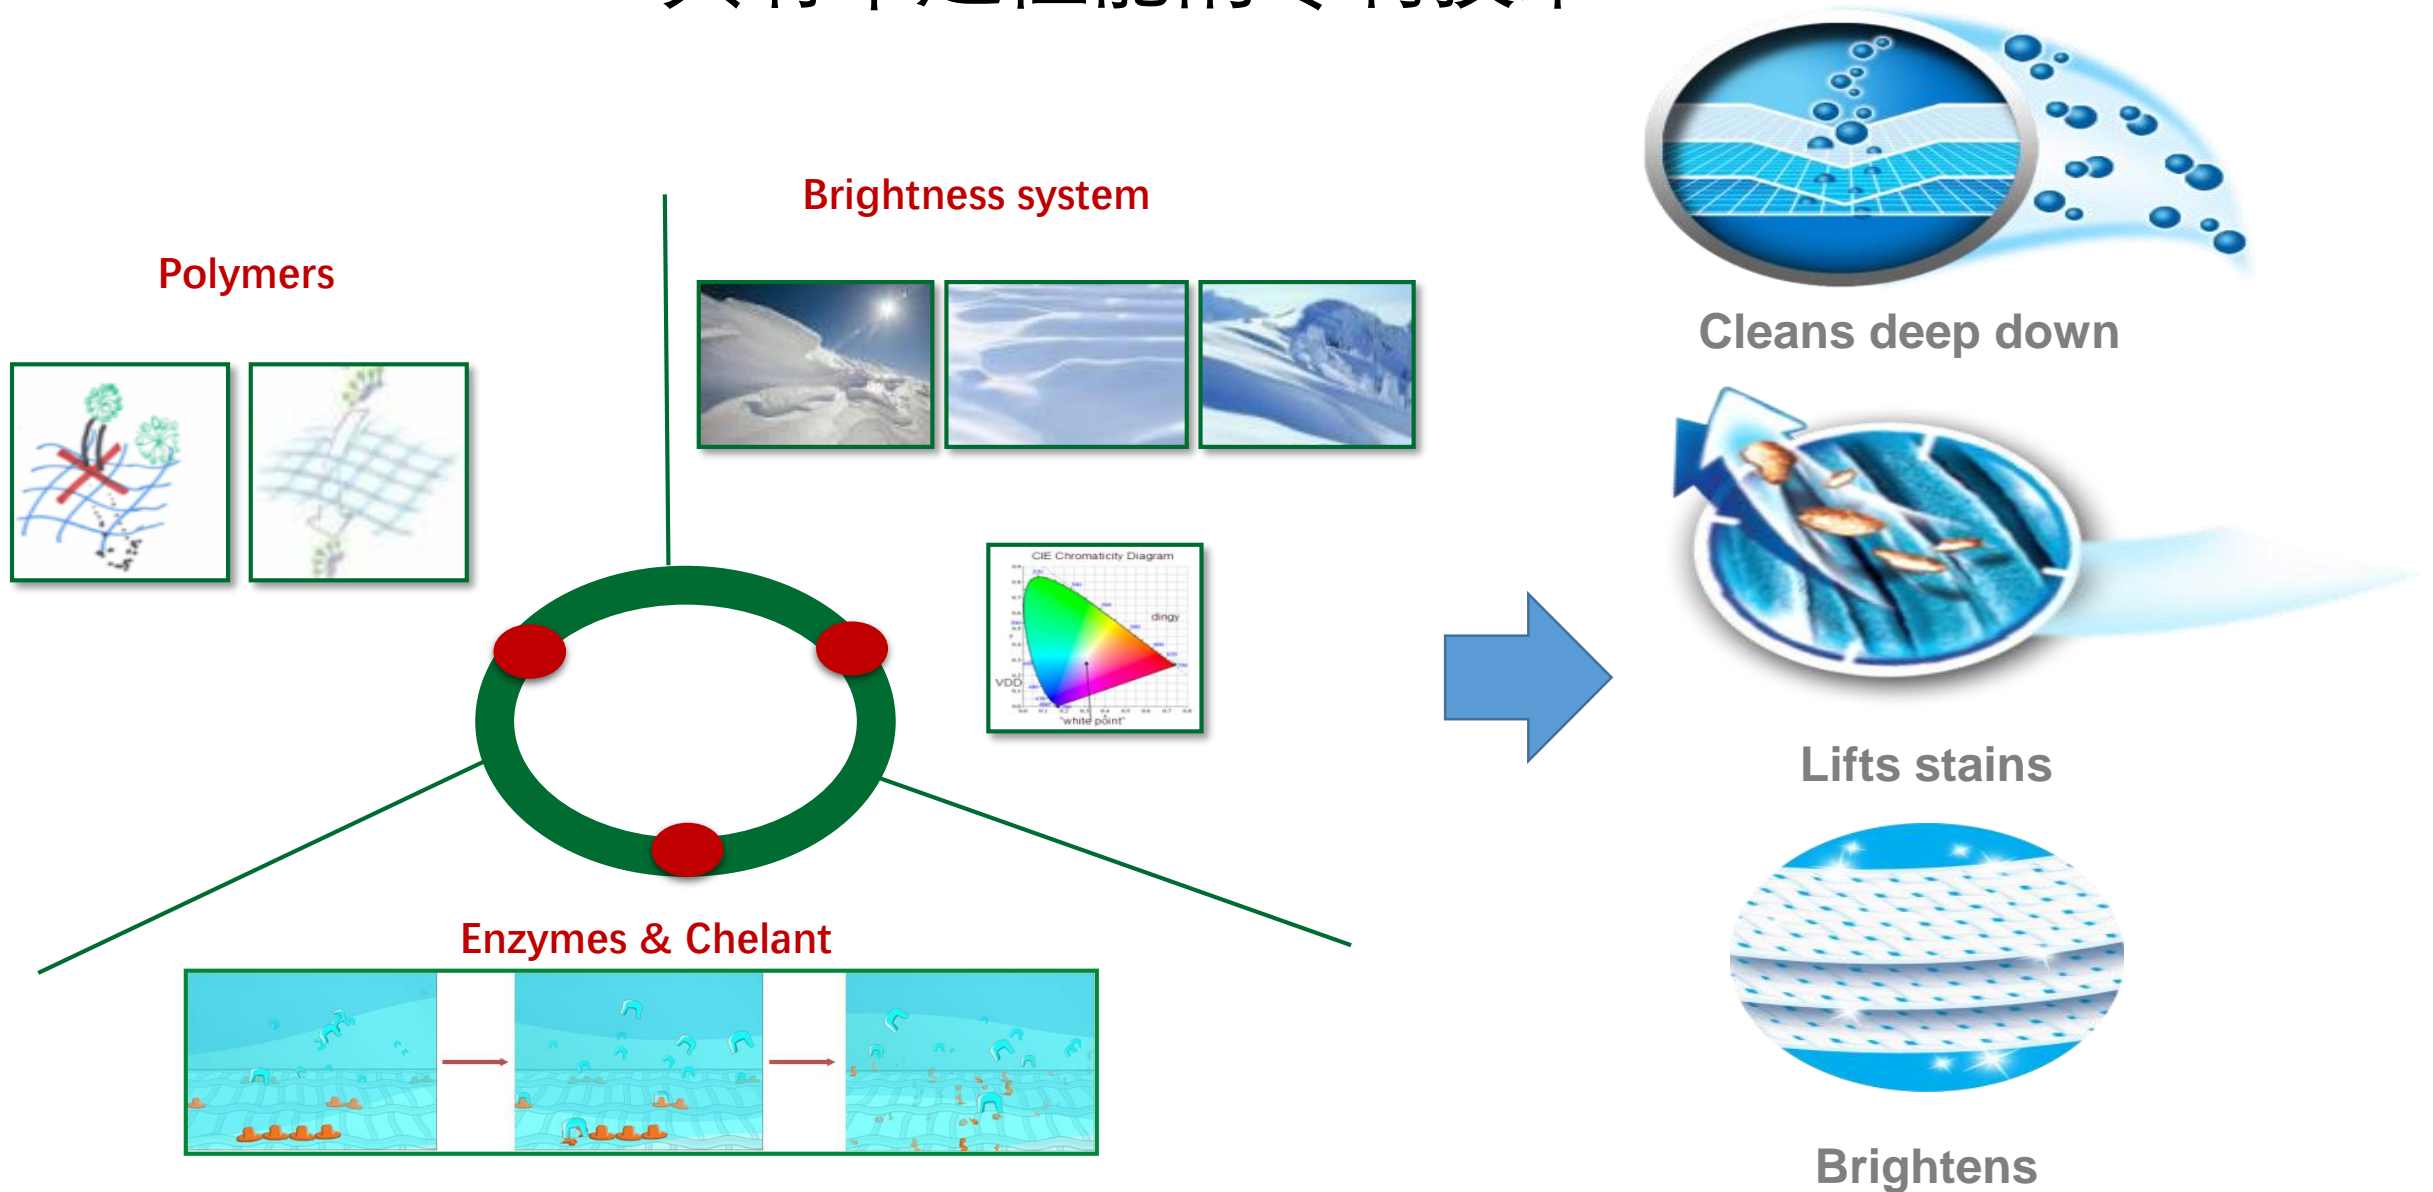 Brightness system
Polymers
Cleans deep down
CIE Chromaticity Diagram
dingy
VDD
"white point"
Lifts stains
Enzymes & Chelant
Brightens